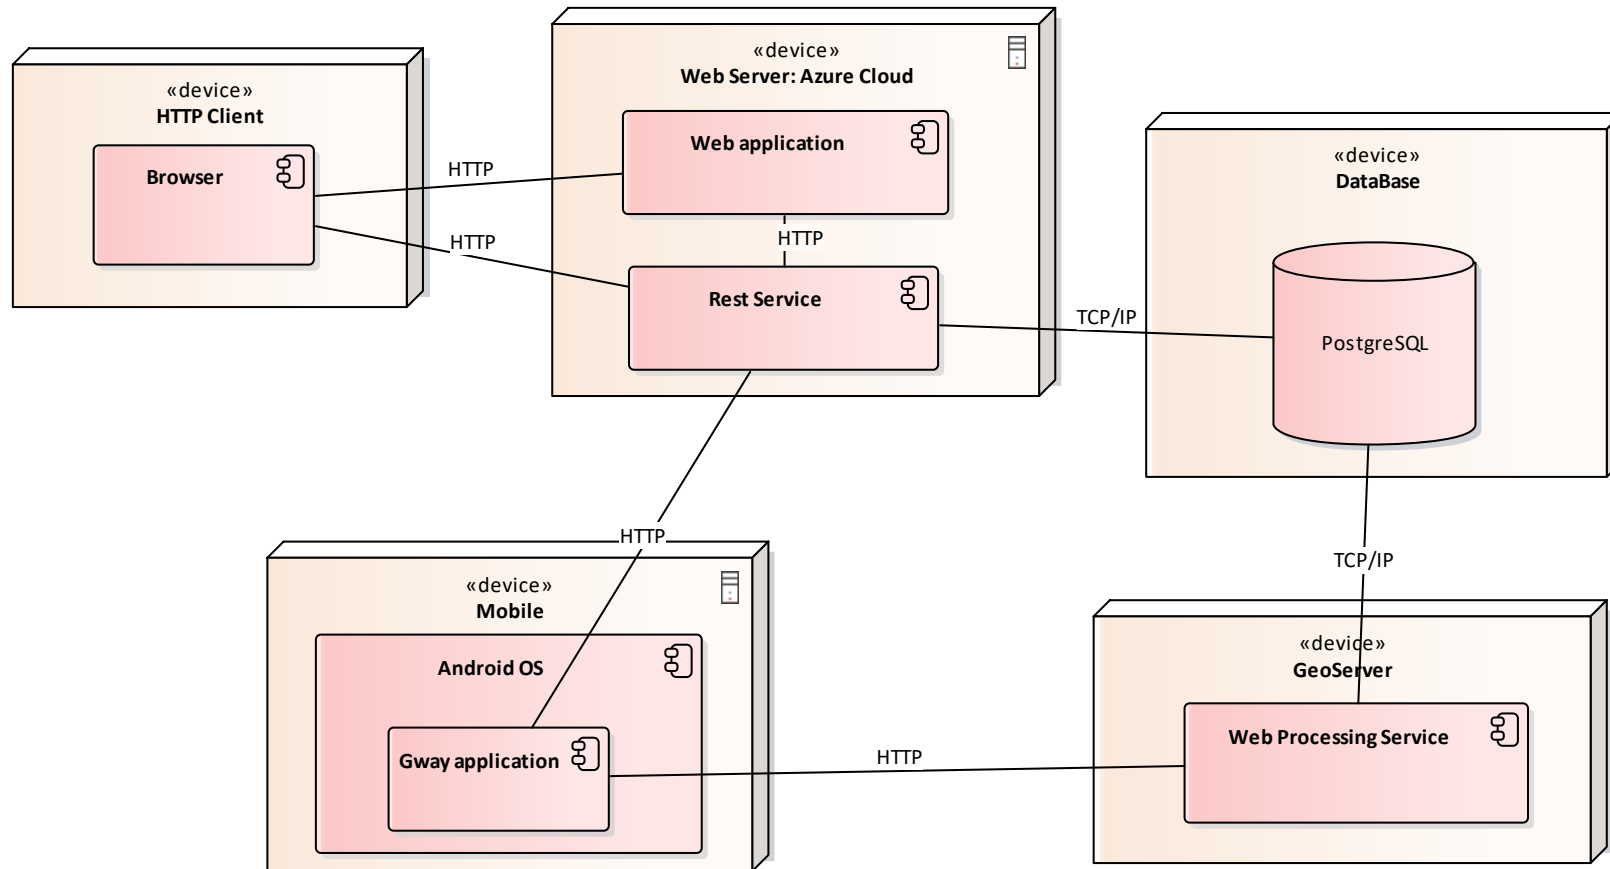 «device»
HTTP Client
Browser
«device»
Web Server: Azure Cloud
Web application
HTTP
HTTP
HTTP
Rest Service
TCP/IP
«device»
DataBase
PostgreSQL
HTTP
TCP/IP
«device»
Mobile
Android OS
Gway application
HTTP
«device»
GeoServer
Web Processing Service